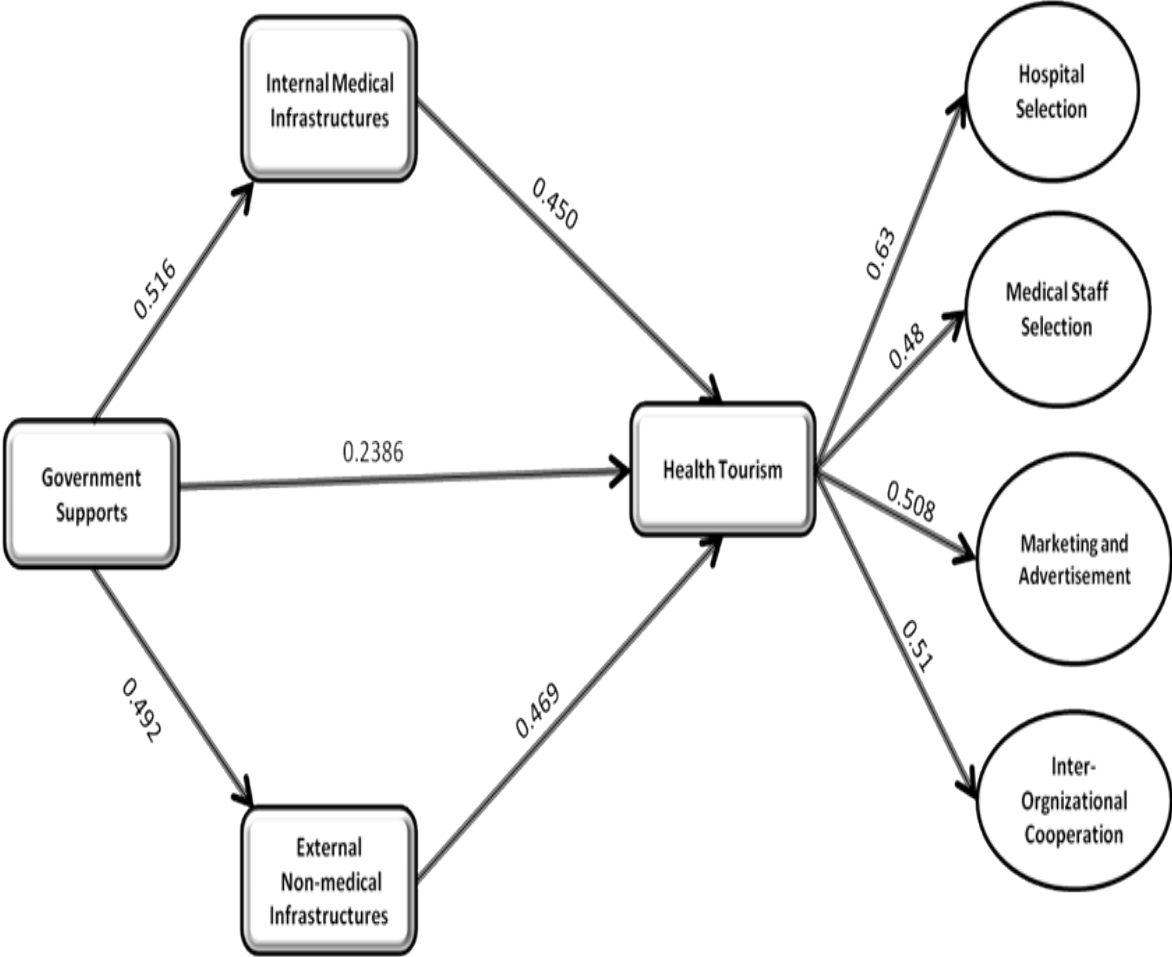 Internal Medical
Infrastructures
Hospital
Selection
0.450
0.63
0.516
Medical Staff
Selection
0.48
Government
Supports
0.2386
Health Tourism
0.508
Marketing and
Advertisement
0.51
0.492
0.469
Inter-
Orgnizational
Cooperation
External
Non-medical
Infrastructures